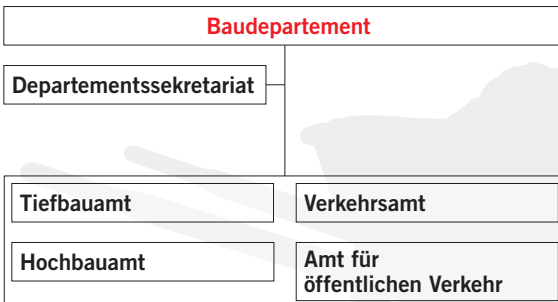 Baudepartement
Departementssekretariat
Tiefbauamt
Verkehrsamt
Hochbauamt
Amt für
öffentlichen Verkehr